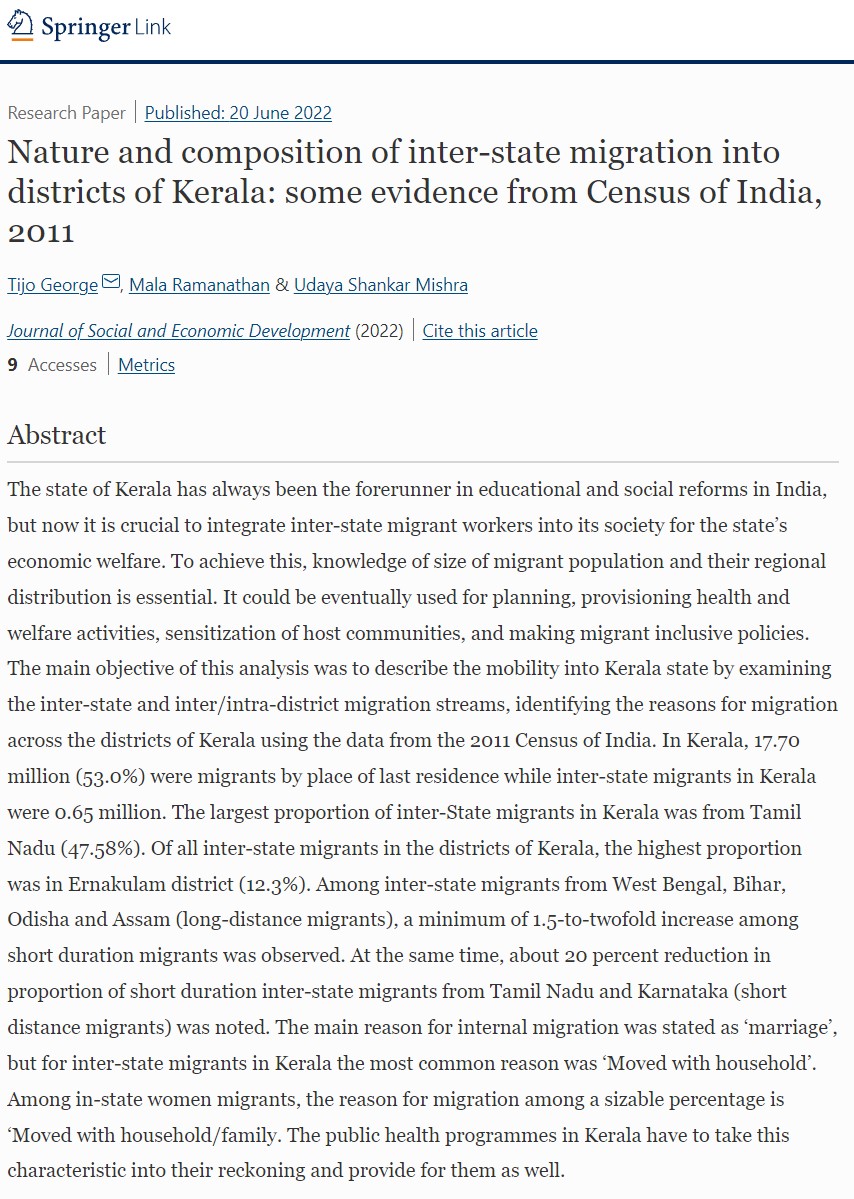 Springer Link
Research Paper | Published: 20 June 2022
Nature and composition of inter-state migration into
districts of Kerala: some evidence from Census of India,
2011
Tijo George, Mala Ramanathan & Udaya Shankar Mishra
Journal of Social and Economic Development (2022) | Cite this article
9 Accesses | Metrics
Abstract
The state of Kerala has always been the forerunner in educational and social reforms in India,
but now it is crucial to integrate inter-state migrant workers into its society for the state’s
economic welfare. To achieve this, knowledge of size of migrant population and their regional
distribution is essential. It could be eventually used for planning, provisioning health and
welfare activities, sensitization of host communities, and making migrant inclusive policies.
The main objective of this analysis was to describe the mobility into Kerala state by examining
the inter-state and inter/intra-district migration streams, identifying the reasons for migration
across the districts of Kerala using the data from the 2011 Census of India. In Kerala, 17.70
million (53.0%) were migrants by place of last residence while inter-state migrants in Kerala
were 0.65 million. The largest proportion of inter-State migrants in Kerala was from Tamil
Nadu (47.58%). Of all inter-state migrants in the districts of Kerala, the highest proportion
was in Ernakulam district (12.3%). Among inter-state migrants from West Bengal, Bihar,
Odisha and Assam (long-distance migrants), a minimum of 1.5-to-twofold increase among
short duration migrants was observed. At the same time, about 20 percent reduction in
proportion of short duration inter-state migrants from Tamil Nadu and Karnataka (short
distance migrants) was noted. The main reason for internal migration was stated as ‘marriage’,
but for inter-state migrants in Kerala the most common reason was ‘Moved with household’.
Among in-state women migrants, the reason for migration among a sizable percentage is
‘Moved with household/family. The public health programmes in Kerala have to take this
characteristic into their reckoning and provide for them as well.